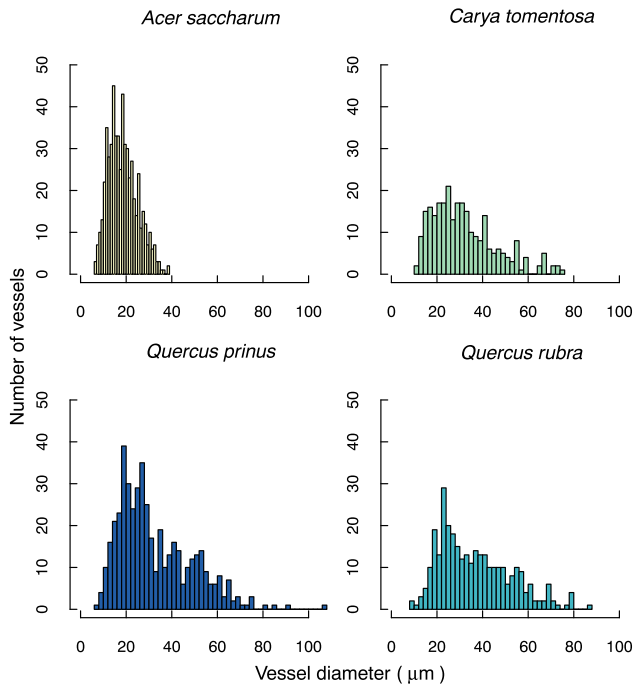 Acer saccharum
Carya tomentosa
50
40
30
20
10
0
0 20 40 60 80 100
50
40
30
20
10
0
0 20 40 60 80 100
Number of vessels
Quercus prinus
Quercus rubra
50
40
30
20
10
0
0 20 40 60 80 100
50
40
30
20
10
0
0 20 40 60 80 100
Vessel diameter ( μm )